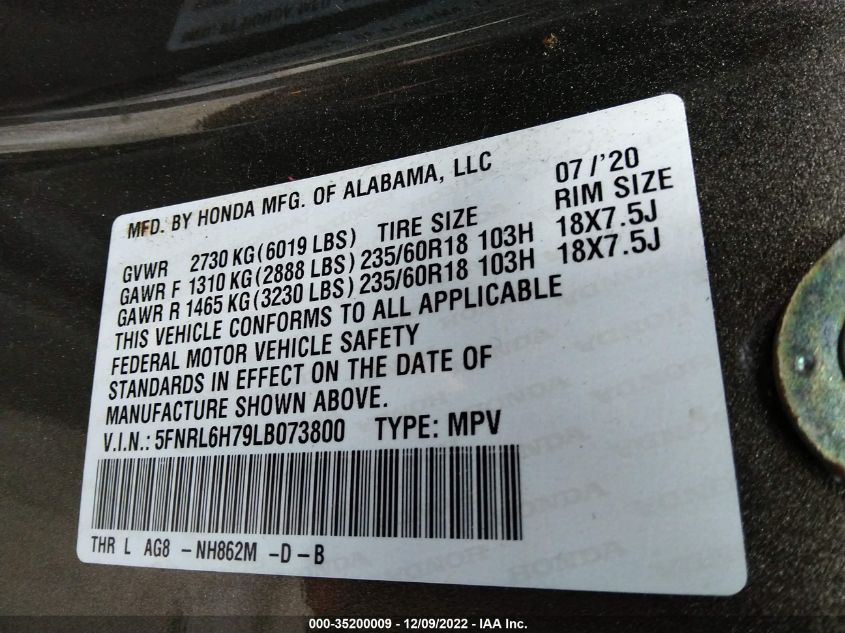 MFD. BY HONDA MFG. OF ALABAMA, LLC 07/'20
GVWR 2730 KG(6019 LBS) TIRE SIZE RIM SIZE
GAWR F 1310 KG(2888 LBS) 235/60R18 103H 18X7.5J
GAWR R 1465 KG(3230 LBS) 235/60R18 103H 18X7.5J
THIS VEHICLE CONFORMS TO ALL APPLICABLE
FEDERAL MOTOR VEHICLE SAFETY
STANDARDS IN EFFECT ON THE DATE OF
MANUFACTURE SHOWN ABOVE.
V.I.N.: 5FNRL6H79LB073800 TYPE: MPV
THR L AG8 -NH862M -D-B
000-35200009 - 12/09/2022 - IAA Inc.